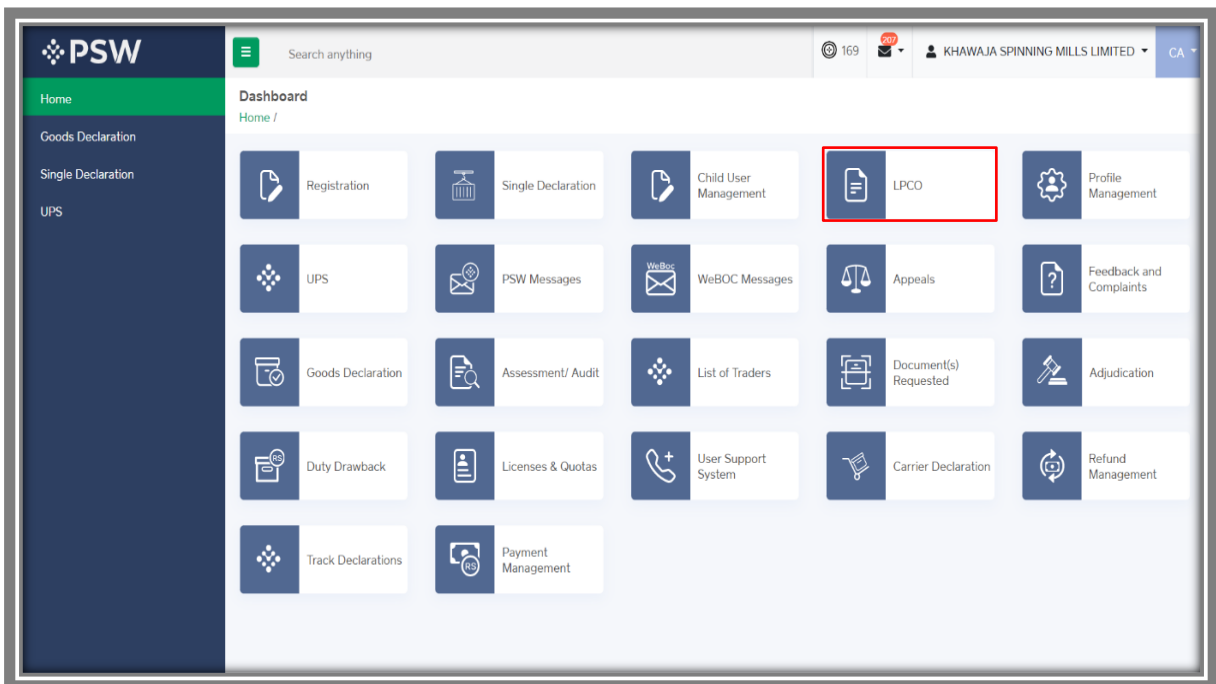 PSW
Search anything
169
207
KHAWAJA SPINNING MILLS LIMITED
CA
Home
Goods Declaration
Single Declaration
UPS
Dashboard
Home /
Registration
Single Declaration
Child User
Management
LPCO
Profile
Management
UPS
PSW Messages
WeBOC
WeBOC Messages
Appeals
Feedback and
Complaints
Goods Declaration
Assessment/ Audit
List of Traders
Document(s)
Requested
Adjudication
RS
Duty Drawback
Licenses & Quotas
User Support
System
Carrier Declaration
Refund
Management
Track Declarations
RS
Payment
Management